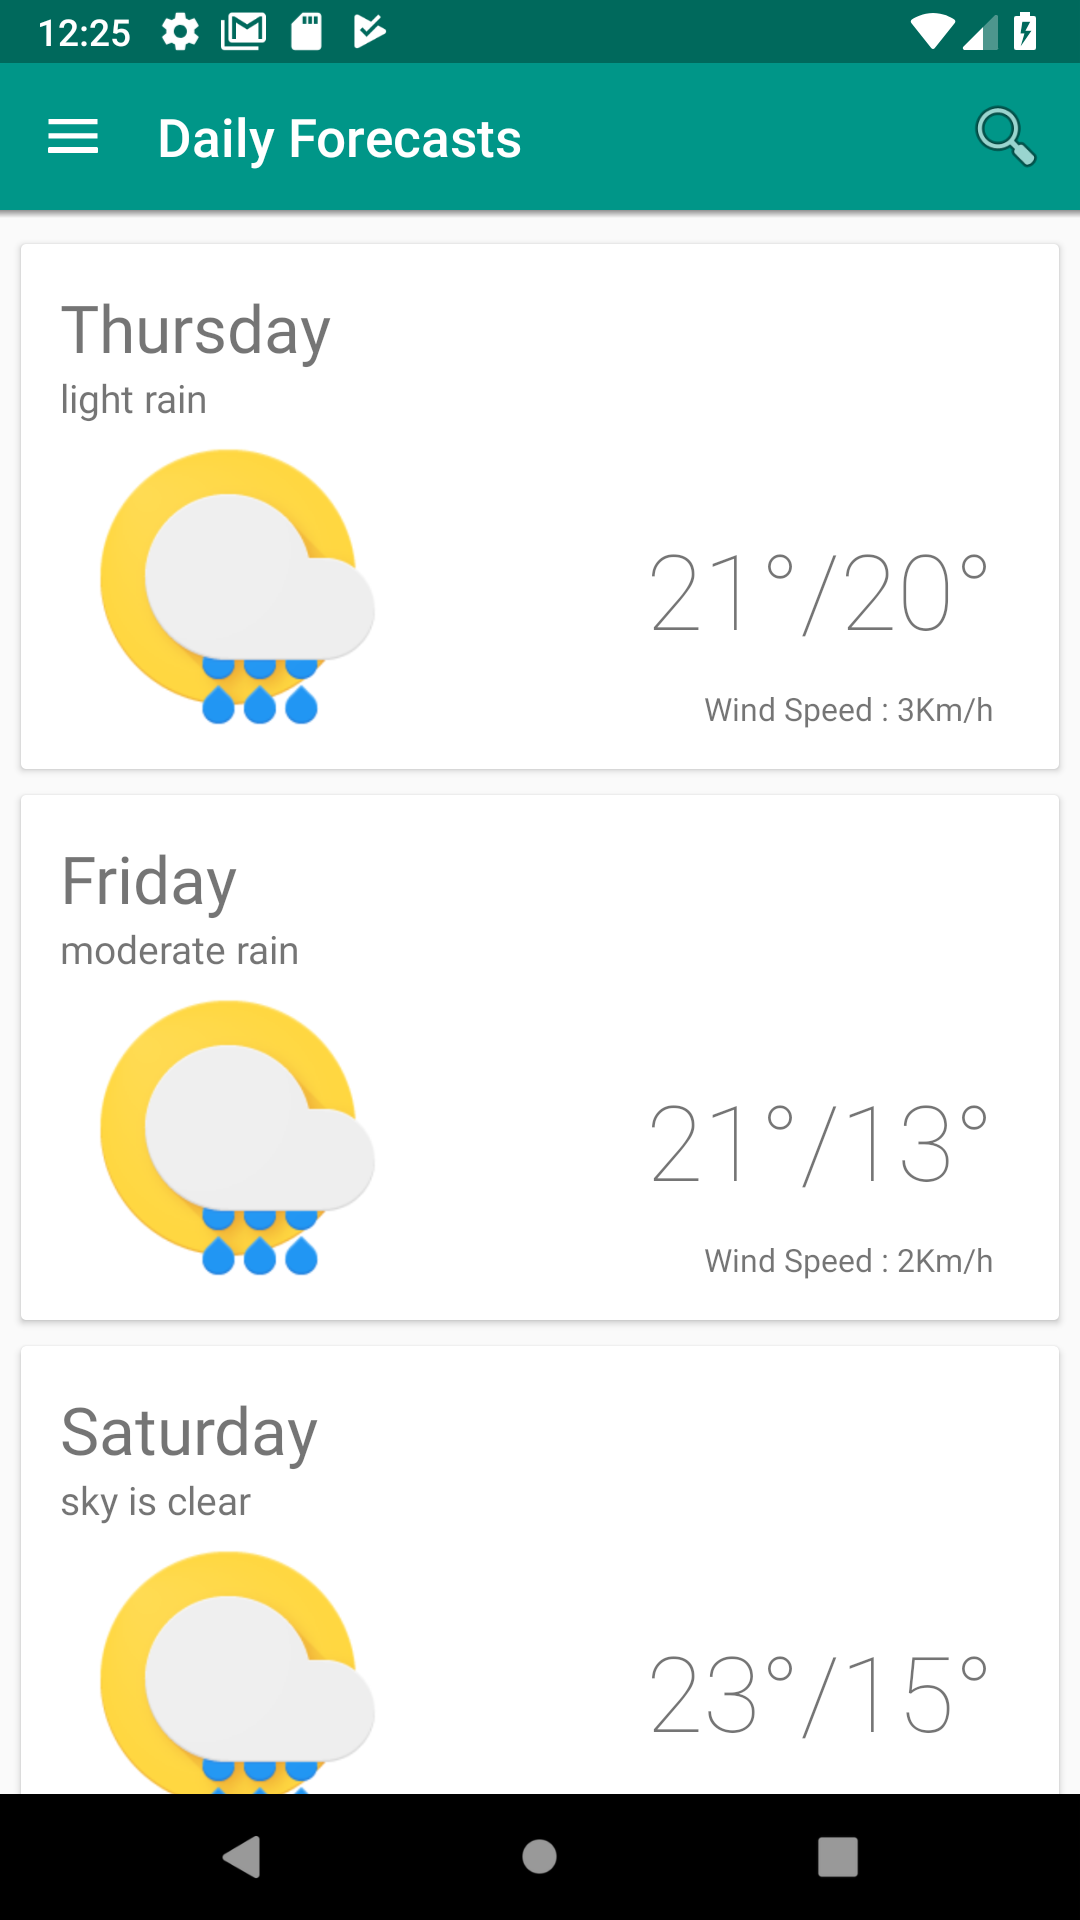 12:25
Daily Forecasts
Thursday
light rain
21°/20°
Wind Speed : 3Km/h
Friday
moderate rain
21°/13°
Wind Speed : 2Km/h
Saturday
sky is clear
23°/15°